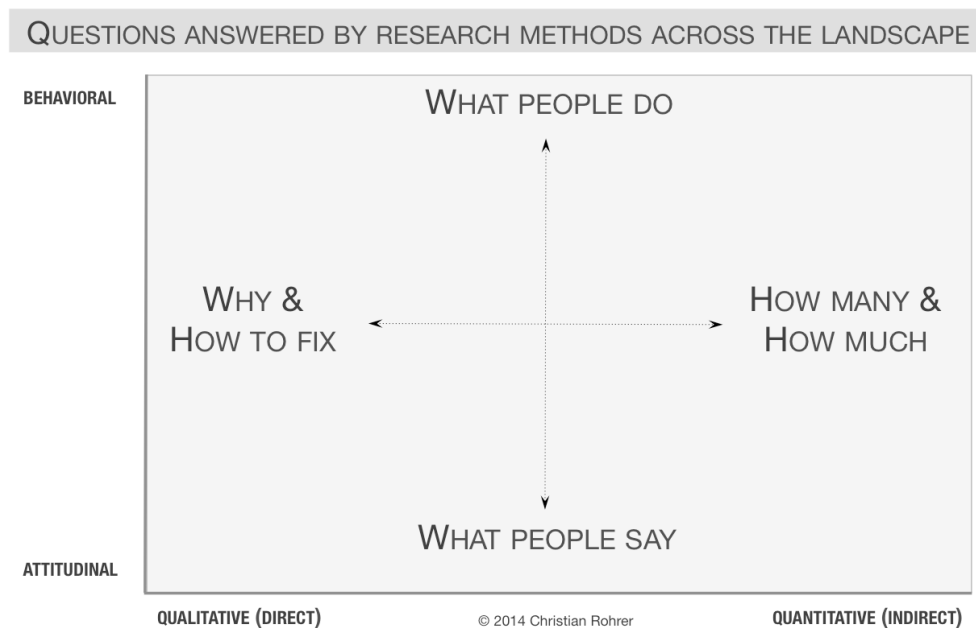 QUESTIONS ANSWERED BY RESEARCH METHODS ACROSS THE LANDSCAPE
BEHAVIORAL
WHAT PEOPLE DO
WHY &
HOW TO FIX
HOW MANY &
HOW MUCH
WHAT PEOPLE SAY
ATTITUDINAL
QUALITATIVE (DIRECT)
© 2014 Christian Rohrer
QUANTITATIVE (INDIRECT)